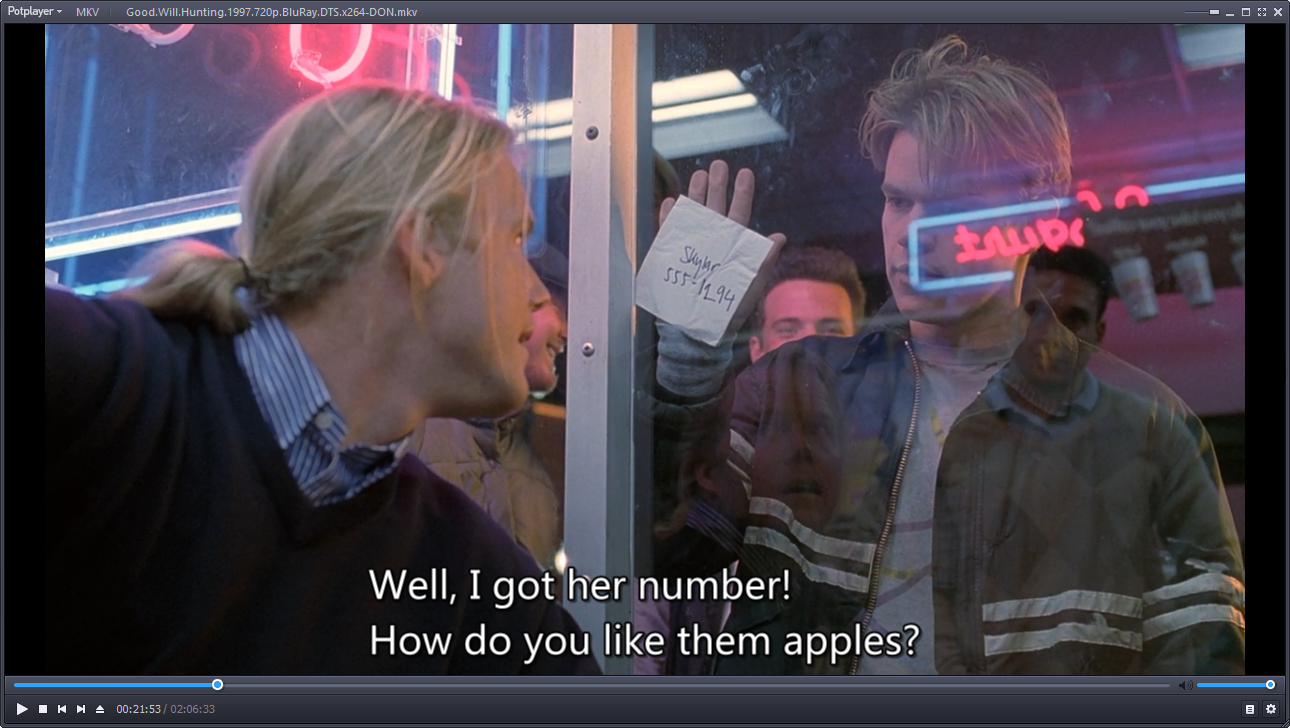 Potplayer MKV Good.Will.Hunting.1997.720p.BluRay.DTS.x264-DON.mkv
Skylar
555-1294
Well, I got her number!
How do you like them apples?
00:21:53 / 02:06:33